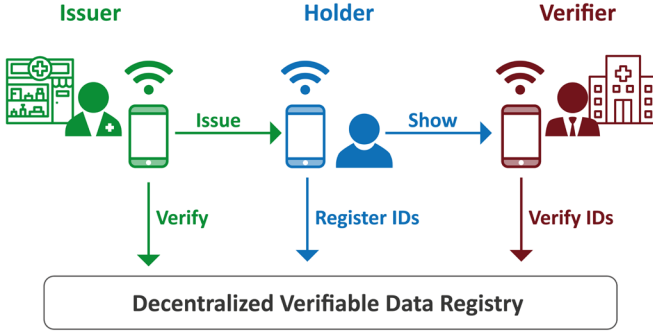 Issuer
Holder
Verifier
Issue
Show
Verify
Register IDs
Verify IDs
Decentralized Verifiable Data Registry